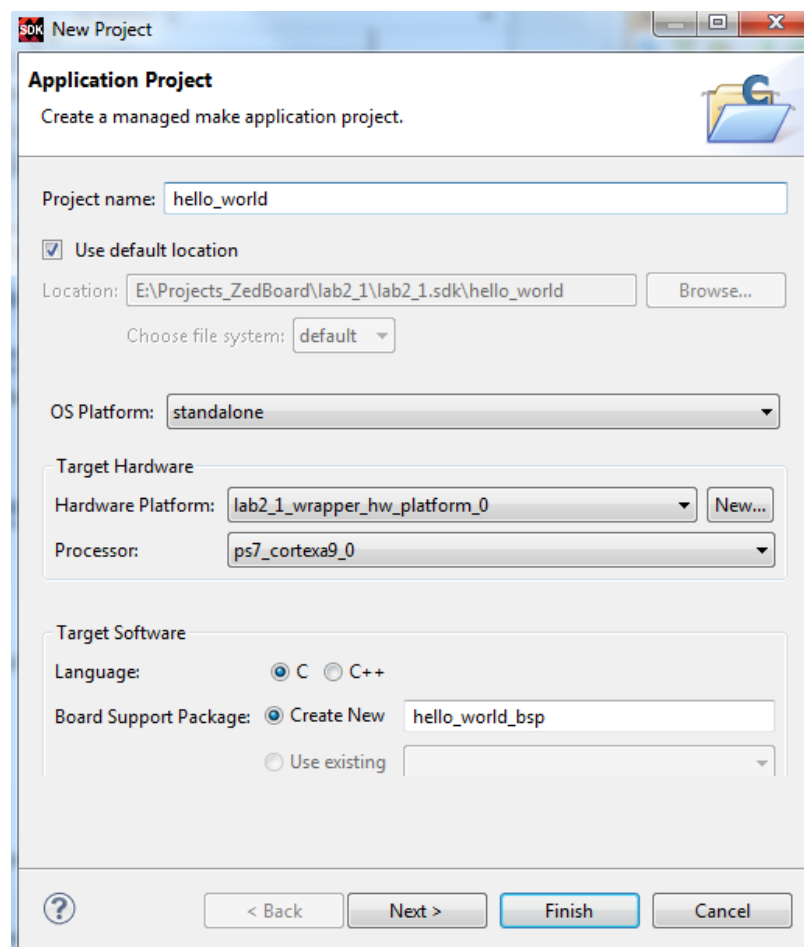 SDK New Project
Application Project
Create a managed make application project.
C
Project name: hello_world
Use default location
Location: E:\Projects_ZedBoard\lab2_1\lab2_1.sdk\hello_world Browse...
Choose file system: default
OS Platform: standalone
Target Hardware
Hardware Platform: lab2_1_wrapper_hw_platform_0 New...
Processor: ps7_cortexa9_0
Target Software
Language: C C++
Board Support Package: Create New hello_world_bsp
Use existing
? < Back Next > Finish Cancel